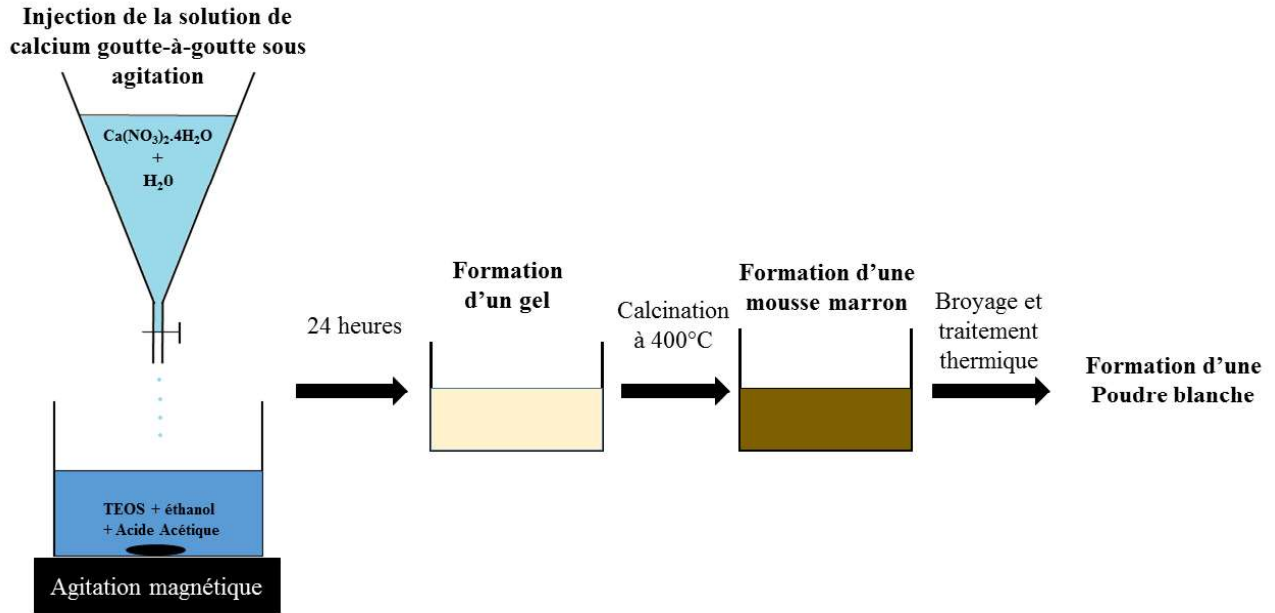 Injection de la solution de
calcium goutte-à-goutte sous
agitation
Ca(NO₃)₂.4H₂O
+
H₂0
TEOS + éthanol
+ Acide Acétique
Agitation magnétique
24 heures
Formation
d'un gel
Calcination
à 400°C
Formation d'une
mousse marron
Broyage et
traitement
thermique
Formation d'une
Poudre blanche